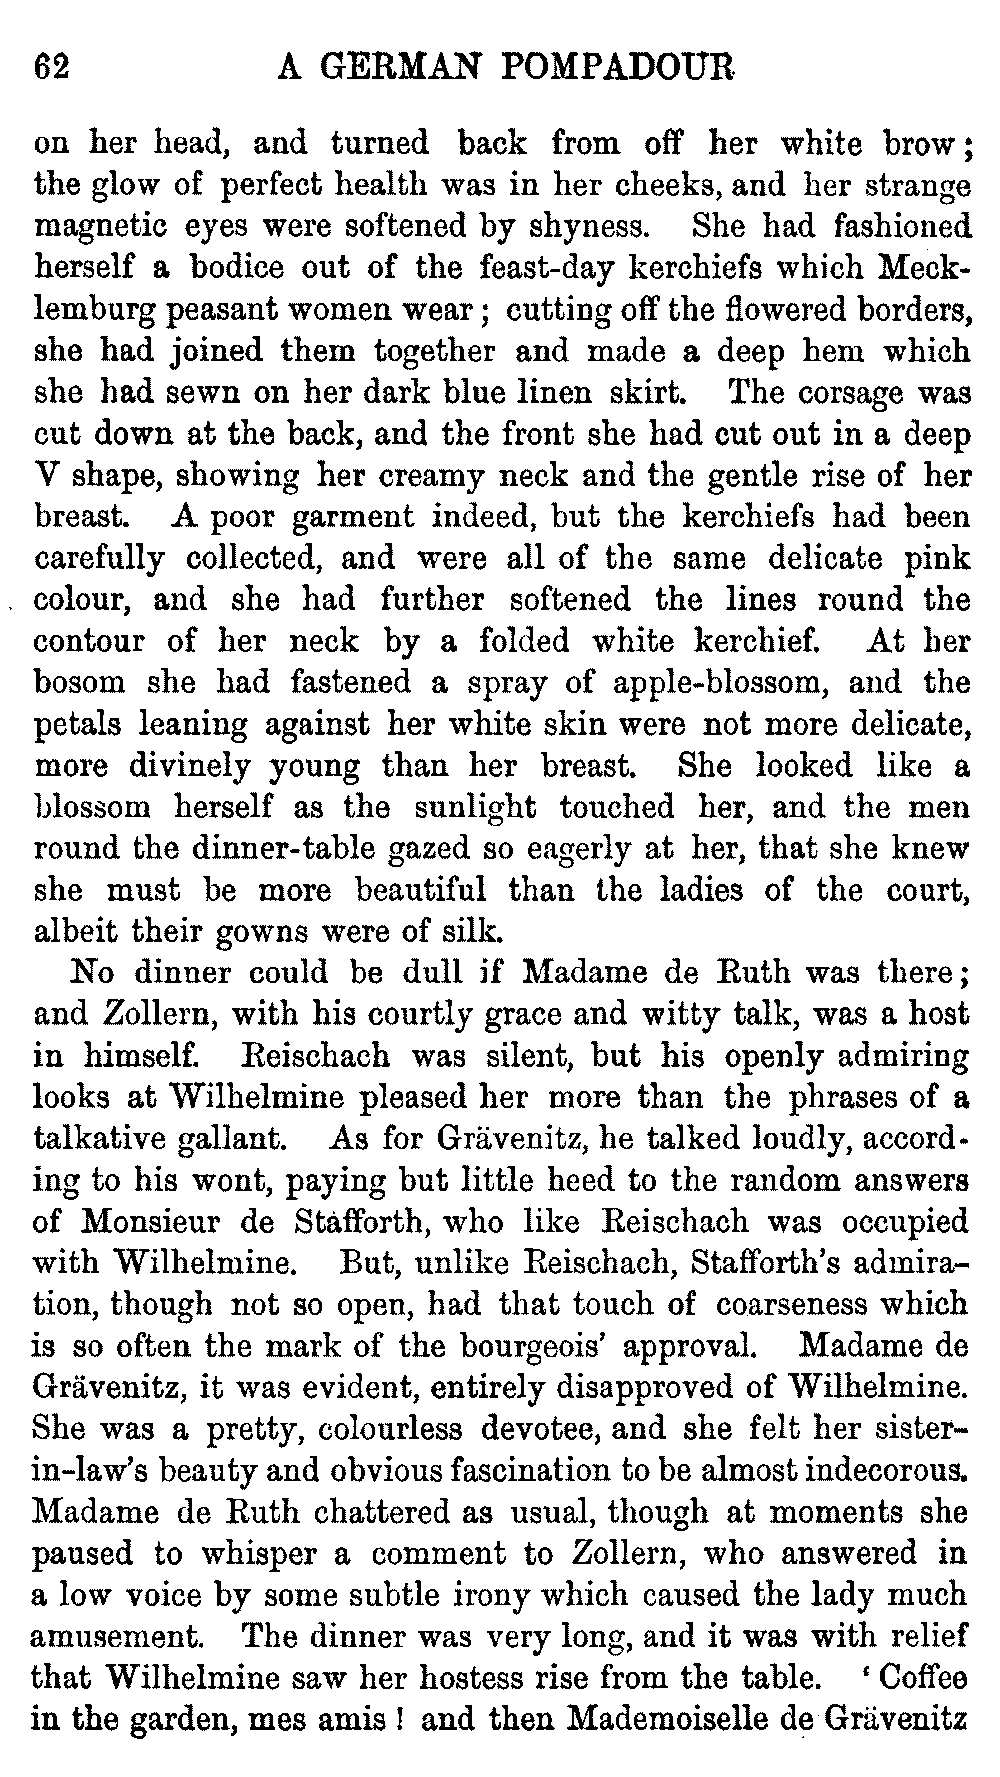 62 A GERMAN POMPADOUR
on her head, and turned back from off her white brow;
the glow of perfect health was in her cheeks, and her strange
magnetic eyes were softened by shyness. She had fashioned
herself a bodice out of the feast-day kerchiefs which Meck-
lemburg peasant women wear; cutting off the flowered borders,
she had joined them together and made a deep hem which
she had sewn on her dark blue linen skirt. The corsage was
cut down at the back, and the front she had cut out in a deep
V shape, showing her creamy neck and the gentle rise of her
breast. A poor garment indeed, but the kerchiefs had been
carefully collected, and were all of the same delicate pink
colour, and she had further softened the lines round the
contour of her neck by a folded white kerchief. At her
bosom she had fastened a spray of apple-blossom, and the
petals leaning against her white skin were not more delicate,
more divinely young than her breast. She looked like a
blossom herself as the sunlight touched her, and the men
round the dinner-table gazed so eagerly at her, that she knew
she must be more beautiful than the ladies of the court,
albeit their gowns were of silk.
No dinner could be dull if Madame de Ruth was there;
and Zollern, with his courtly grace and witty talk, was a host
in himself. Reischach was silent, but his openly admiring
looks at Wilhelmine pleased her more than the phrases of a
talkative gallant. As for Grävenitz, he talked loudly, accord-
ing to his wont, paying but little heed to the random answers
of Monsieur de Stafforth, who like Reischach was occupied
with Wilhelmine. But, unlike Reischach, Stafforth's admira-
tion, though not so open, had that touch of coarseness which
is so often the mark of the bourgeois' approval. Madame de
Grävenitz, it was evident, entirely disapproved of Wilhelmine.
She was a pretty, colourless devotee, and she felt her sister-
in-law's beauty and obvious fascination to be almost indecorous.
Madame de Ruth chattered as usual, though at moments she
paused to whisper a comment to Zollern, who answered in
a low voice by some subtle irony which caused the lady much
amusement. The dinner was very long, and it was with relief
that Wilhelmine saw her hostess rise from the table. ‘Coffee
in the garden, mes amis! and then Mademoiselle de Grävenitz